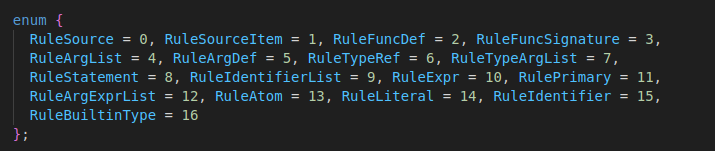 enum {
RuleSource = 0, RuleSourceItem = 1, RuleFuncDef = 2, RuleFuncSignature = 3,
RuleArgList = 4, RuleArgDef = 5, RuleTypeRef = 6, RuleTypeArgList = 7,
RuleStatement = 8, RuleIdentifierList = 9, RuleExpr = 10, RulePrimary = 11,
RuleArgExprList = 12, RuleAtom = 13, RuleLiteral = 14, RuleIdentifier = 15,
RuleBuiltinType = 16
};